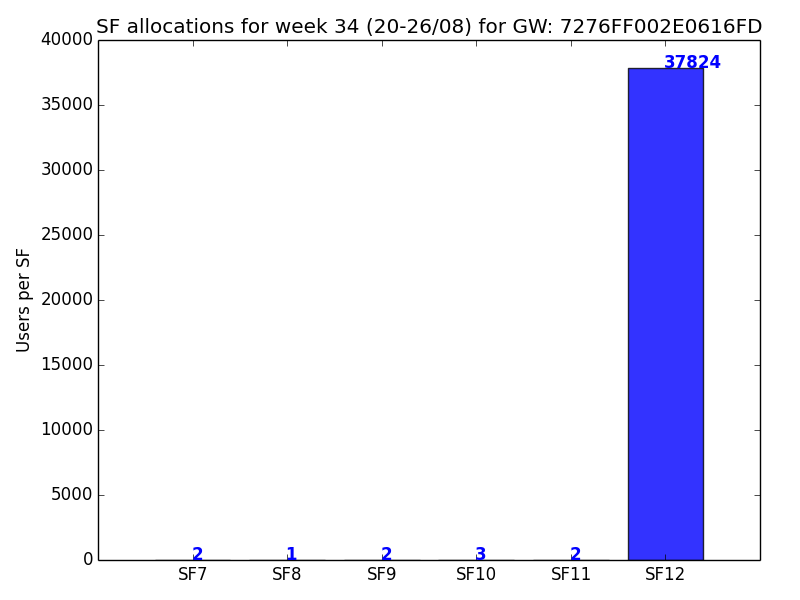 SF allocations for week 34 (20-26/08) for GW: 7276FF002E0616FD
40000
35000
30000
25000
20000
15000
10000
5000
0
Users per SF
37824
2 1 2 3 2
SF7 SF8 SF9 SF10 SF11 SF12